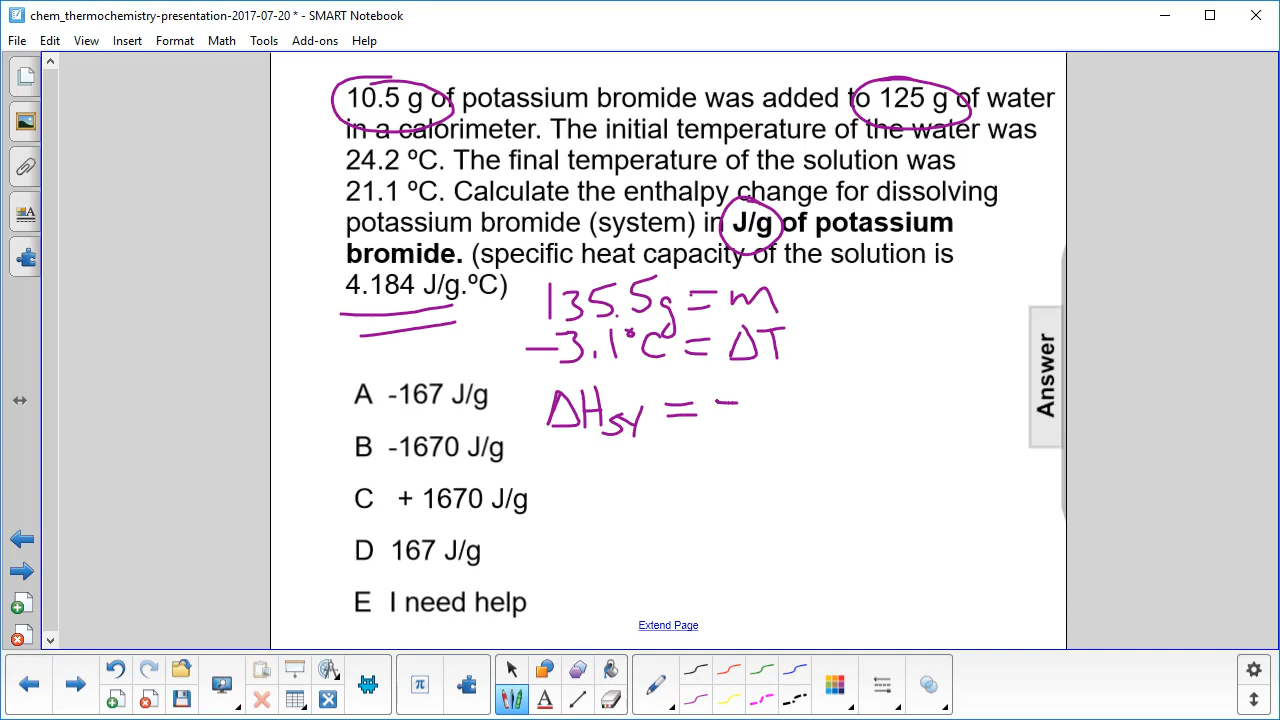 chem_thermochemistry-presentation-2017-07-20 * - SMART Notebook
File Edit View Insert Format Math Tools Add-ons Help
10.5 g of potassium bromide was added to 125 g of water
in a calorimeter. The initial temperature of the water was
24.2 ºC. The final temperature of the solution was
21.1 ºC. Calculate the enthalpy change for dissolving
potassium bromide (system) in J/g of potassium
bromide. (specific heat capacity of the solution is
4.184 J/g.ºC)
135.5g = m
-3.1°C = ΔT
ΔHsy = -
A -167 J/g
B -1670 J/g
C + 1670 J/g
D 167 J/g
E I need help
Answer
Extend Page
π
A